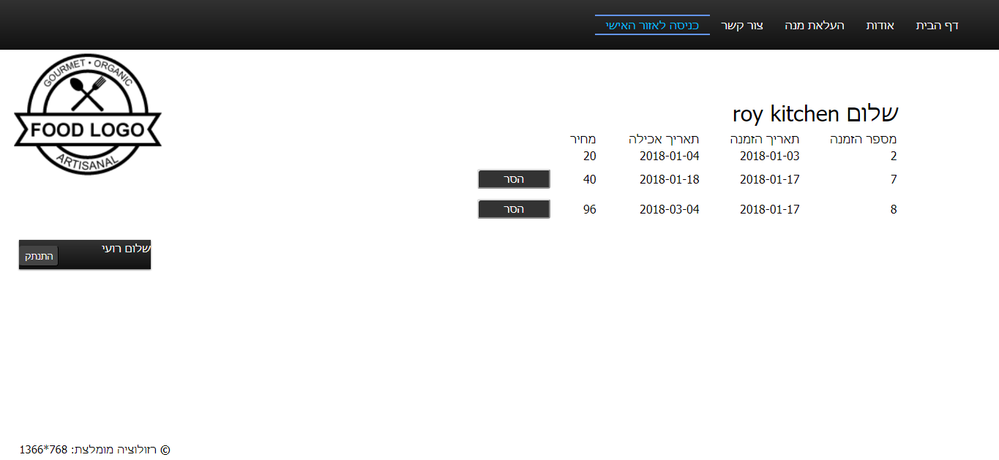 דף הבית אודות העלאת מנה צור קשר כניסה לאזור האישי
GOURMET • ORGANIC
FOOD LOGO
ARTISANAL
שלום roy kitchen
מספר הזמנה תאריך הזמנה תאריך אכילה מחיר
2 2018-01-03 2018-01-04 20
7 2018-01-17 2018-01-18 40 הסר
8 2018-01-17 2018-03-04 96 הסר
שלום רועי
התנתק
© רזולוציה מומלצת: 768*1366